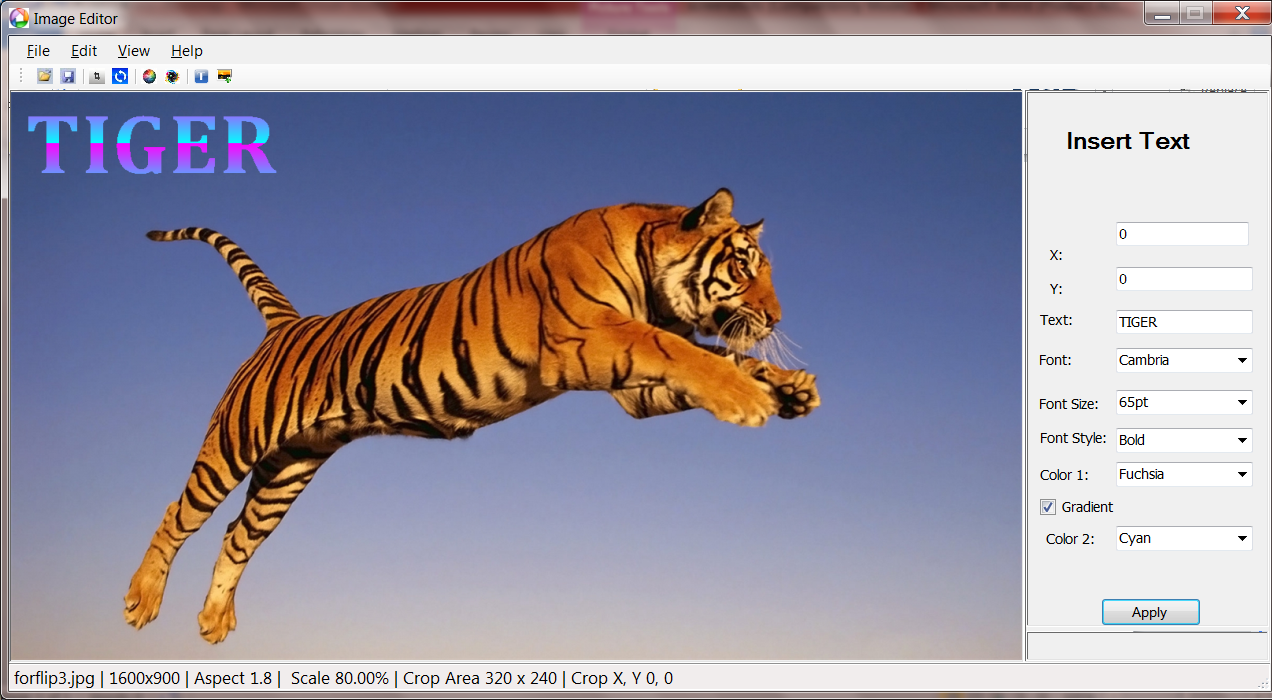 Image Editor
File Edit View Help
TIGER
Insert Text
X: 0
Y: 0
Text: TIGER
Font: Cambria
Font Size: 65pt
Font Style: Bold
Color 1: Fuchsia
Gradient
Color 2: Cyan
Apply
forflip3.jpg | 1600x900 | Aspect 1.8 | Scale 80.00% | Crop Area 320 x 240 | Crop X, Y 0, 0